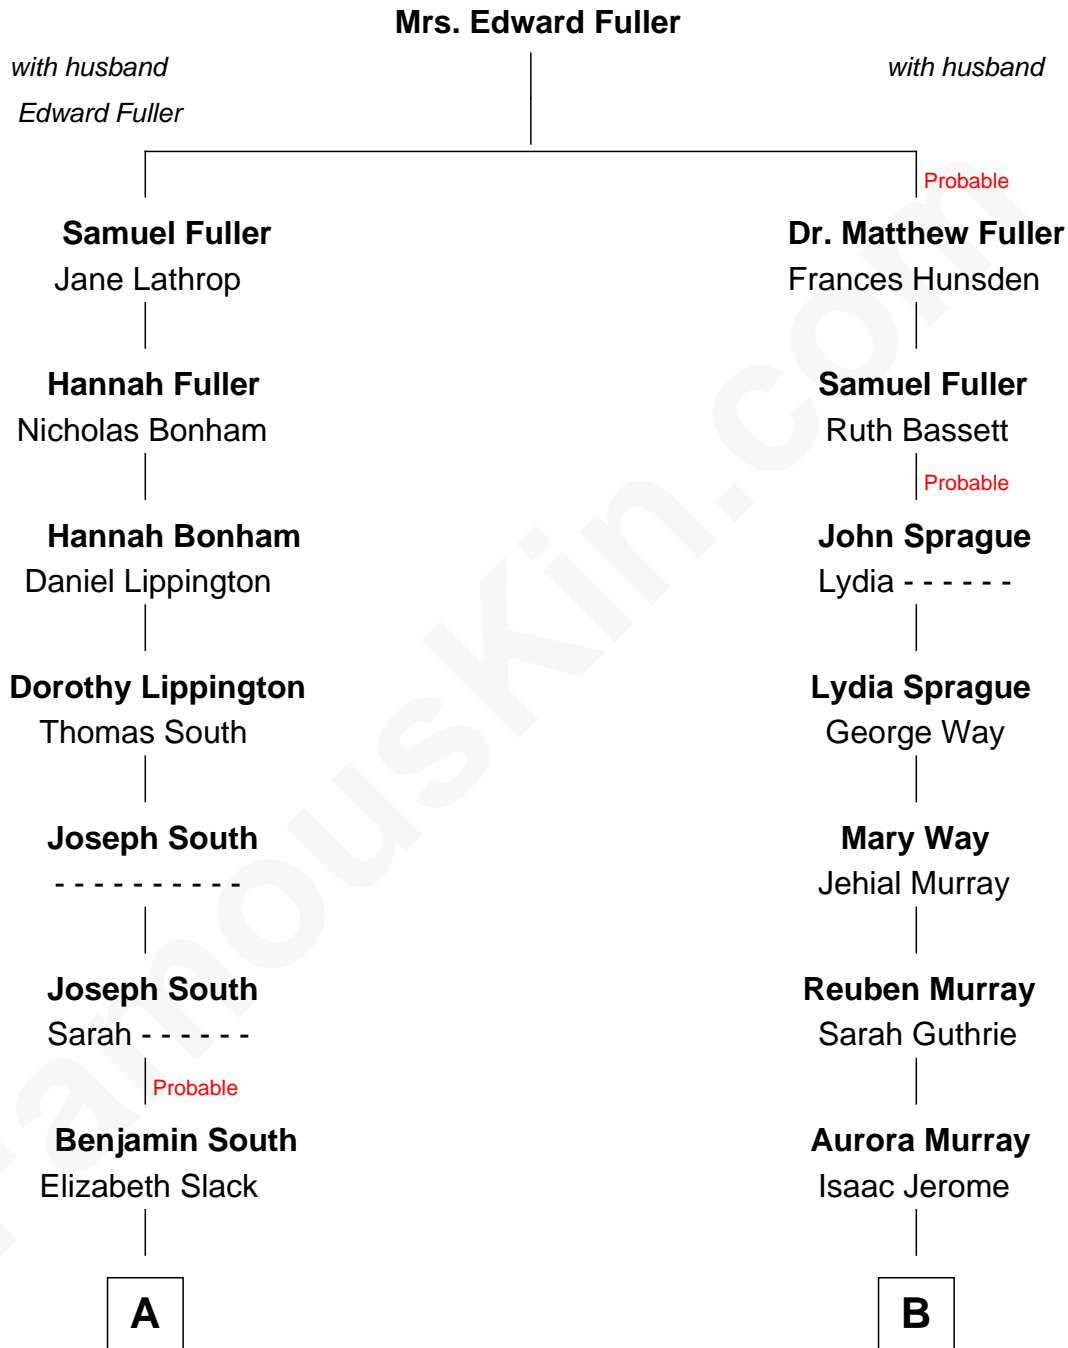 Mrs. Edward Fuller
with husband
Edward Fuller
with husband
Probable
Samuel Fuller
Jane Lathrop
Dr. Matthew Fuller
Frances Hunsden
Hannah Fuller
Nicholas Bonham
Samuel Fuller
Ruth Bassett
Probable
Hannah Bonham
Daniel Lippington
John Sprague
Lydia - - - - - -
Dorothy Lippington
Thomas South
Lydia Sprague
George Way
Joseph South
- - - - - - - - - -
Mary Way
Jehial Murray
Joseph South
Sarah - - - - - -
Probable
Reuben Murray
Sarah Guthrie
Benjamin South
Elizabeth Slack
Aurora Murray
Isaac Jerome
A
B
FamousKin.com